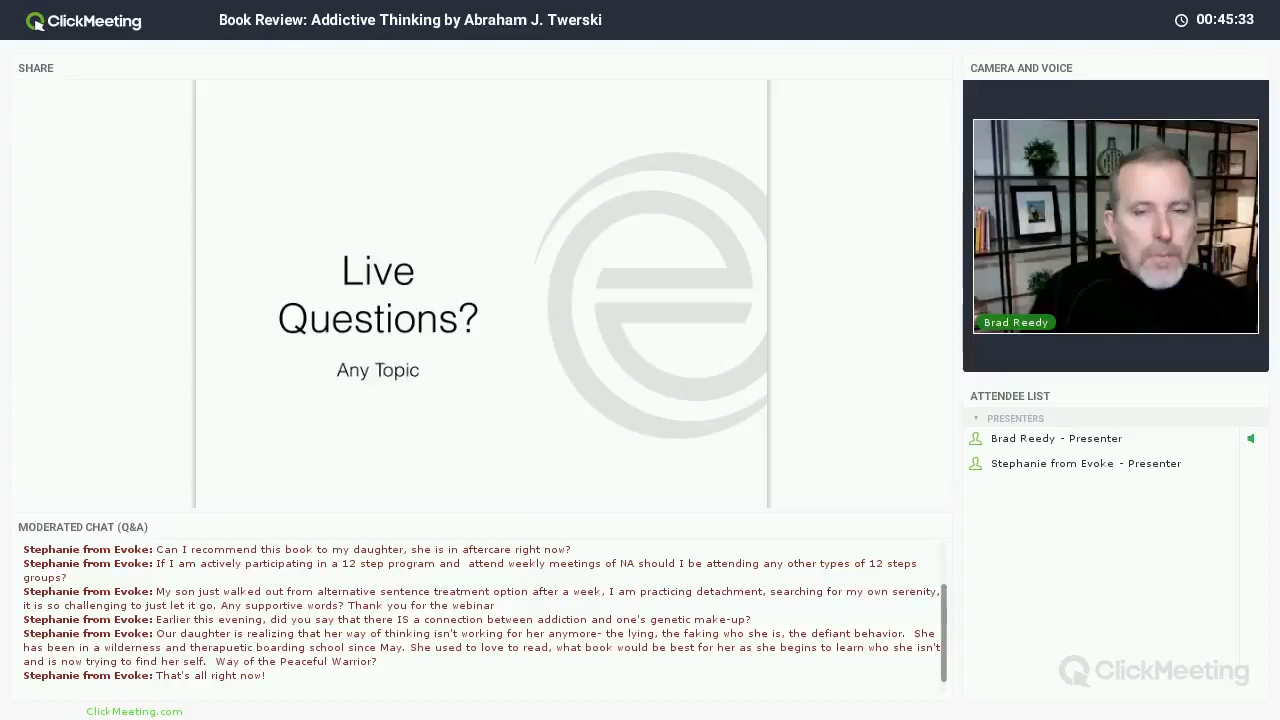 ClickMeeting
Book Review: Addictive Thinking by Abraham J. Twerski
00:45:33
SHARE
Live
Questions?
Any Topic
CAMERA AND VOICE
Brad Reedy
ATTENDEE LIST
PRESENTERS
Brad Reedy - Presenter
Stephanie from Evoke - Presenter
MODERATED CHAT (Q&A)
Stephanie from Evoke: Can I recommend this book to my daughter, she is in aftercare right now?
Stephanie from Evoke: If I am actively participating in a 12 step program and attend weekly meetings of NA should I be attending any other types of 12 steps
groups?
Stephanie from Evoke: My son just walked out from alternative sentence treatment option after a week, I am practicing detachment, searching for my own serenity,
it is so challenging to just let it go. Any supportive words? Thank you for the webinar
Stephanie from Evoke: Earlier this evening, did you say that there IS a connection between addiction and one's genetic make-up?
Stephanie from Evoke: Our daughter is realizing that her way of thinking isn't working for her anymore- the lying, the faking who she is, the defiant behavior. She
has been in a wilderness and therapuetic boarding school since May. She used to love to read, what book would be best for her as she begins to learn who she isn't
and is now trying to find her self. Way of the Peaceful Warrior?
Stephanie from Evoke: That's all right now!
ClickMeeting
ClickMeeting.com